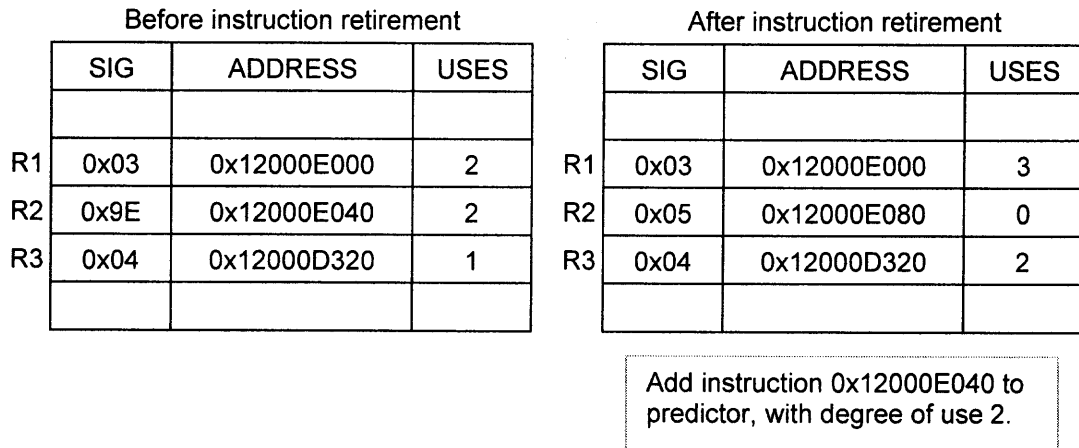 Before instruction retirement
SIG ADDRESS USES
R1 0x03 0x12000E000 2
R2 0x9E 0x12000E040 2
R3 0x04 0x12000D320 1
After instruction retirement
SIG ADDRESS USES
R1 0x03 0x12000E000 3
R2 0x05 0x12000E080 0
R3 0x04 0x12000D320 2
Add instruction 0x12000E040 to
predictor, with degree of use 2.